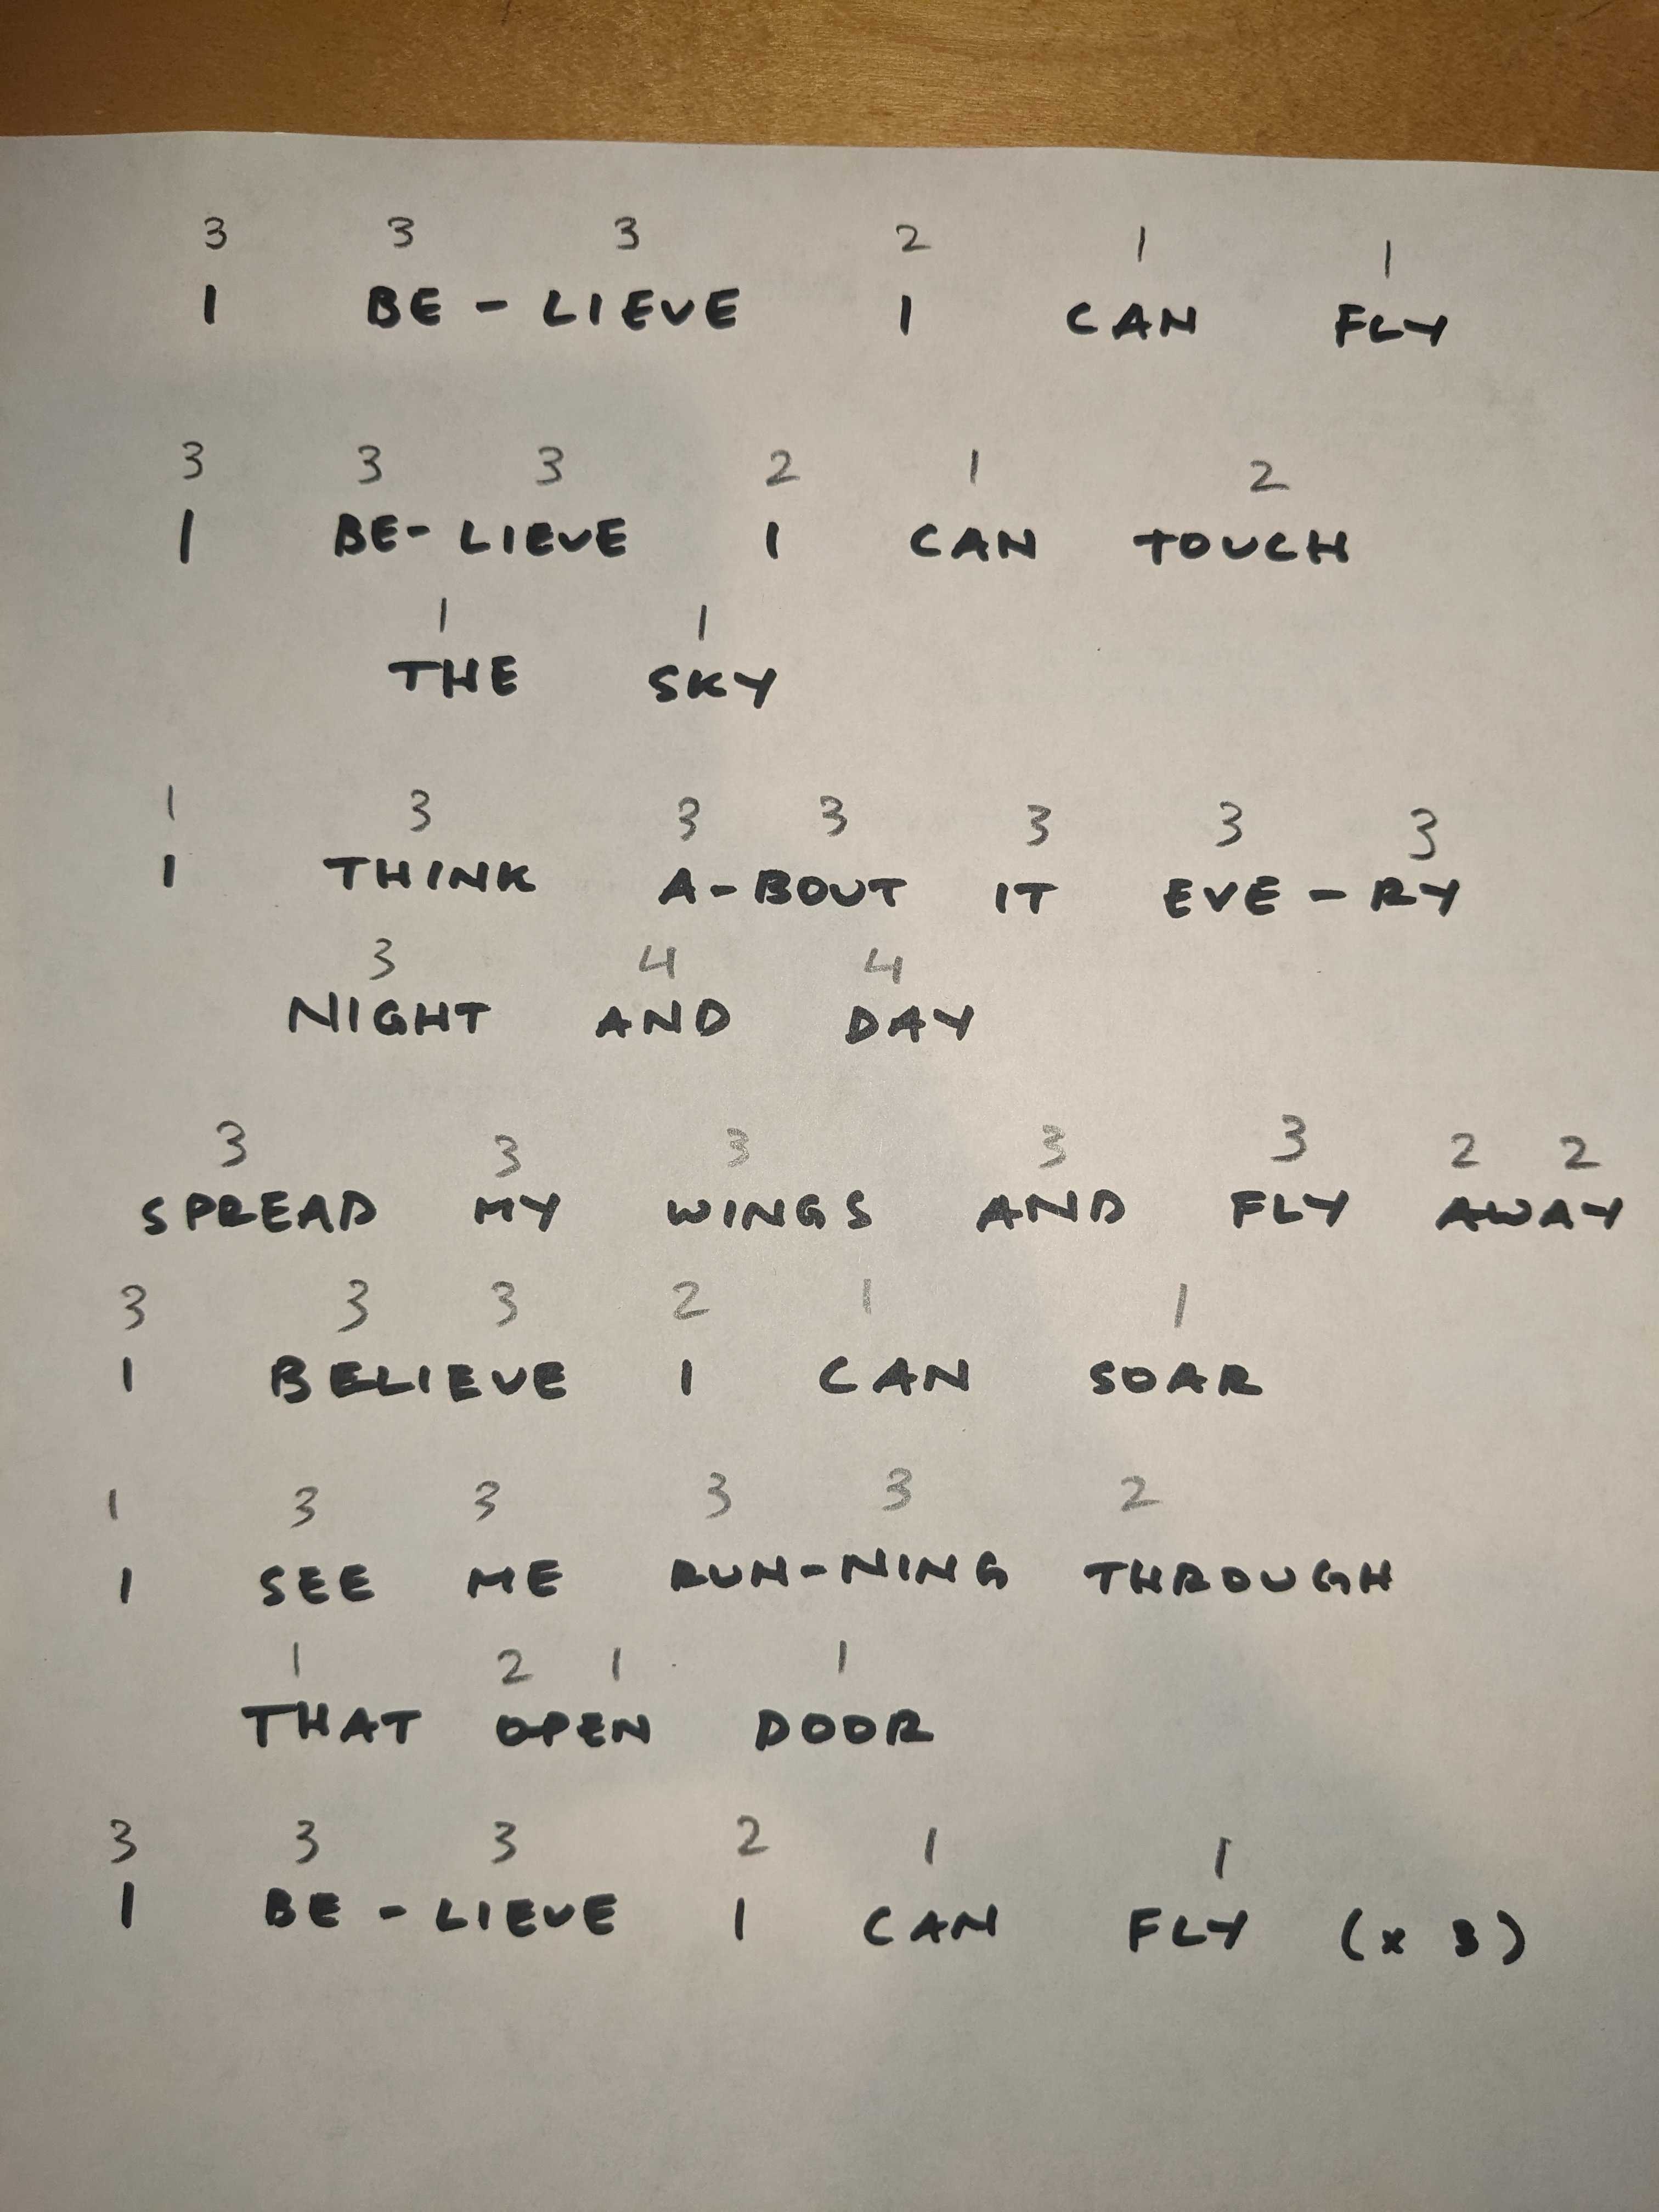 3 3 3 2 1 1
I BE - LIEVE I CAN FLY
3 3 3 2 1 2
I BE- LIEVE I CAN TOUCH
1 1
THE SKY
1 3 3 3 3 3 3
I THINK A-BOUT IT EVE - RY
3 4 4
NIGHT AND DAY
3 3 3 3 3 2 2
SPREAD MY WINGS AND FLY AWAY
3 3 3 2 1 1
I BELIEVE I CAN SOAR
1 3 3 3 3 2
I SEE ME RUN-NING THROUGH
1 2 1 1
THAT OPEN DOOR
3 3 3 2 1 1
I BE - LIEVE I CAN FLY (x 3)